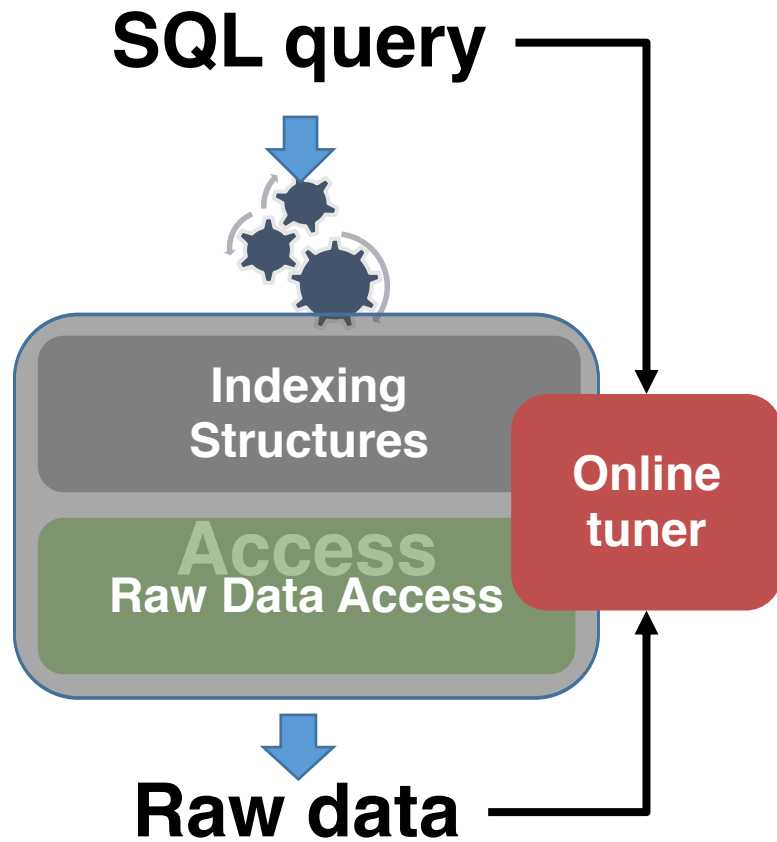 SQL query
Indexing
Structures
Online
tuner
Access
Raw Data Access
Raw data